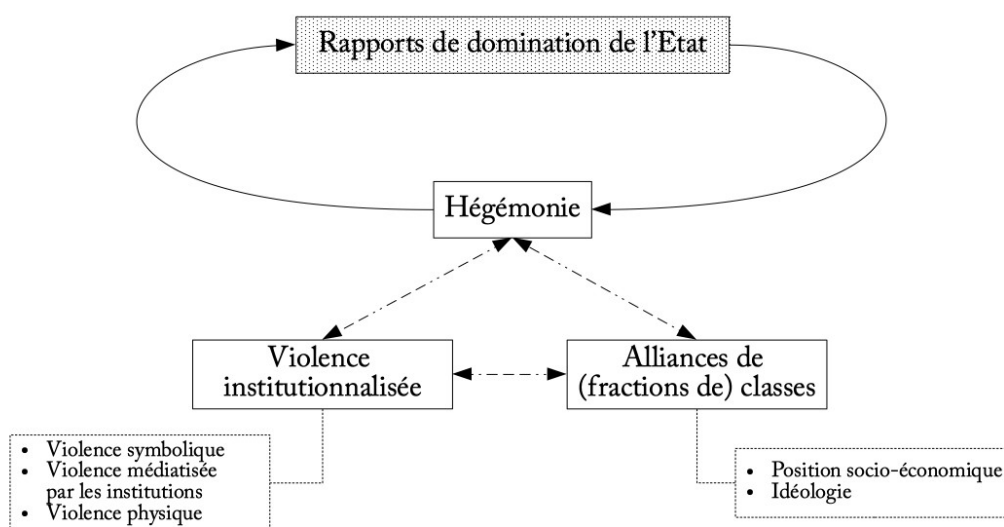 Rapports de domination de l'Etat
Hégémonie
Violence
institutionnalisée
Alliances de
(fractions de) classes
• Violence symbolique
• Violence médiatisée
par les institutions
• Violence physique
• Position socio-économique
• Idéologie